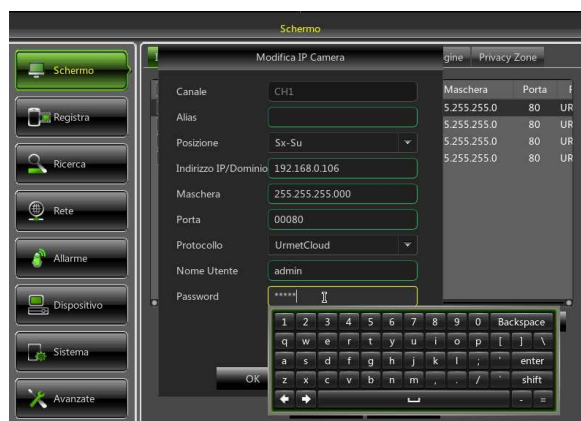 Schermo
Modifica IP Camera
gine Privacy Zone
Schermo
Canale CH1
Maschera Porta
Alias
5.255.255.0 80 UR
Registra
5.255.255.0 80 UR
Posizione Sx-Su
5.255.255.0 80 UR
Ricerca
Indirizzo IP/Dominio 192.168.0.106
5.255.255.0 80 UR
Maschera 255.255.255.000
Rete
Porta 00080
Protocollo UrmetCloud
Allarme
Nome Utente admin
Password *****
Dispositivo
1 2 3 4 5 6 7 8 9 0 Backspace
q w e r t y u i o p [ ] \
Sistema
a s d f g h j k l ; ' enter
OK
z x c v b n m , . / ` shift
Avanzate
- =